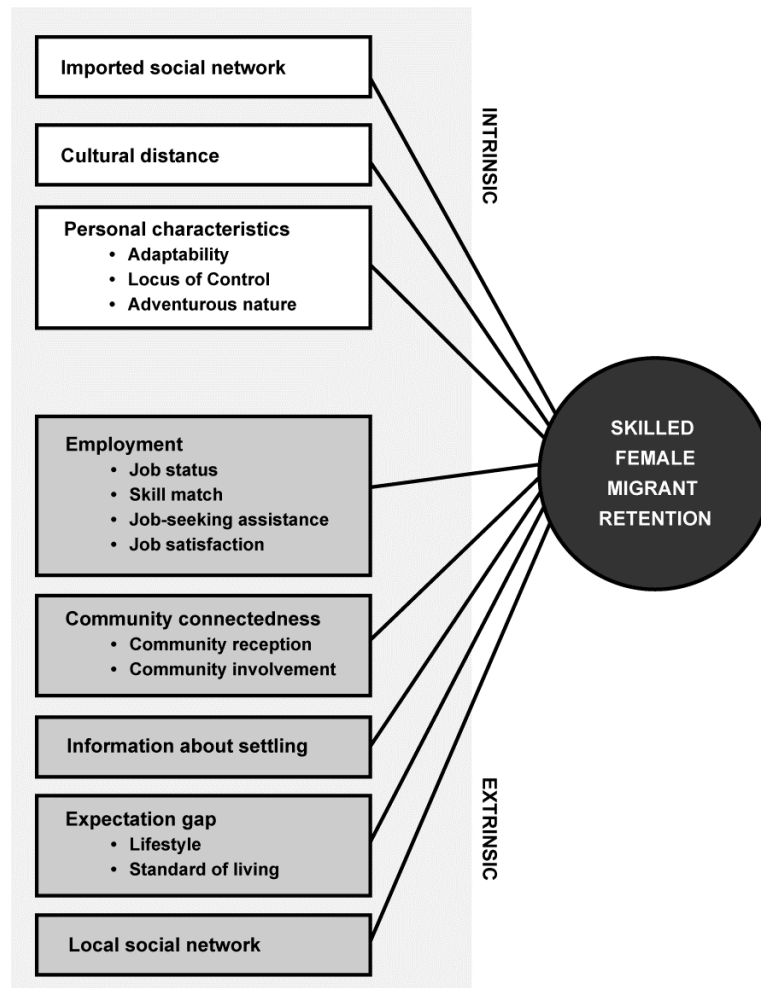 Imported social network
Cultural distance
Personal characteristics
• Adaptability
• Locus of Control
• Adventurous nature
INTRINSIC
Employment
• Job status
• Skill match
• Job-seeking assistance
• Job satisfaction
Community connectedness
• Community reception
• Community involvement
Information about settling
Expectation gap
• Lifestyle
• Standard of living
Local social network
EXTRINSIC
SKILLED
FEMALE
MIGRANT
RETENTION